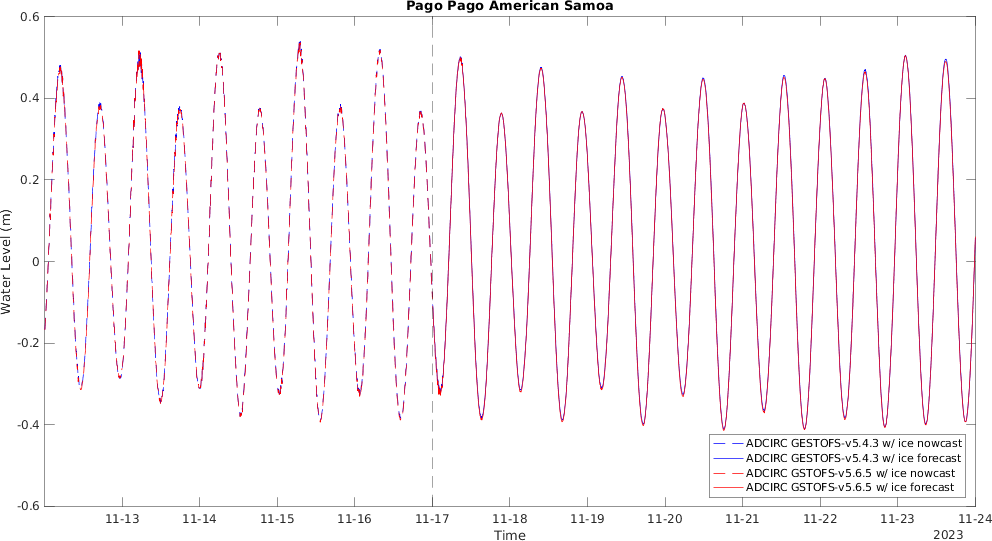 Pago Pago American Samoa
0.6
0.4
0.2
0
-0.2
-0.4
-0.6
Water Level (m)
ADCIRC GESTOFS-v5.4.3 w/ ice nowcast
ADCIRC GESTOFS-v5.4.3 w/ ice forecast
ADCIRC GSTOFS-v5.6.5 w/ ice nowcast
ADCIRC GSTOFS-v5.6.5 w/ ice forecast
11-13 11-14 11-15 11-16 11-17 11-18 11-19 11-20 11-21 11-22 11-23 11-24
Time
2023